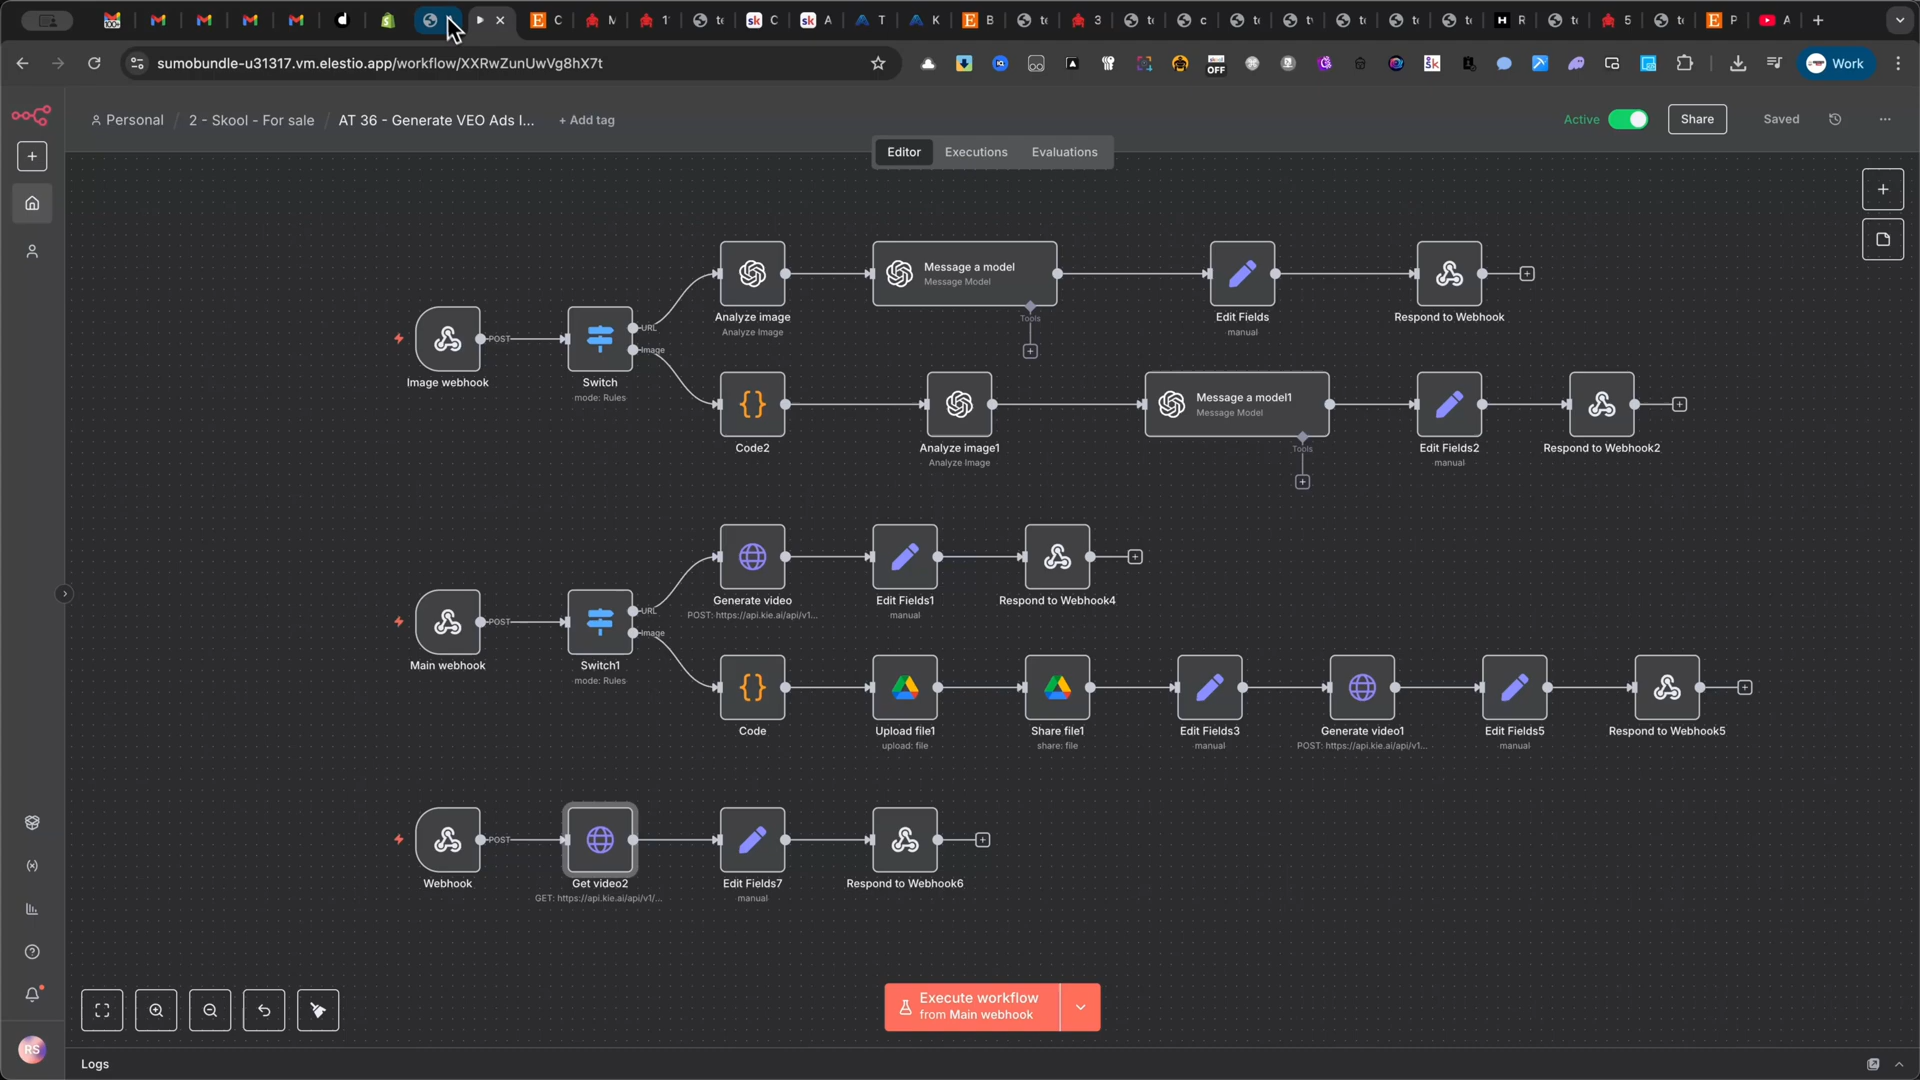 100+
sumobundle-u31317.vm.elestio.app/workflow/XXRwZunUwVg8hX7t
OFF
Work
Personal / 2 - Skool - For sale / AT 36 - Generate VEO Ads I... + Add tag
Active
Share
Saved
Editor
Executions
Evaluations
Analyze image
Analyze Image
Message a model
Message Model
Tools
Edit Fields
manual
Respond to Webhook
Image webhook
POST
Switch
mode: Rules
URL
Image
Code2
Analyze image1
Analyze Image
Message a model1
Message Model
Tools
Edit Fields2
manual
Respond to Webhook2
Main webhook
POST
Switch1
mode: Rules
URL
Image
Generate video
POST: https://api.kie.ai/api/v1...
Edit Fields1
manual
Respond to Webhook4
Code
Upload file1
upload: file
Share file1
share: file
Edit Fields3
manual
Generate video1
POST: https://api.kie.ai/api/v1...
Edit Fields5
manual
Respond to Webhook5
Webhook
POST
Get video2
GET: https://api.kie.ai/api/v1/...
Edit Fields7
manual
Respond to Webhook6
Execute workflow
from Main webhook
RS
Logs